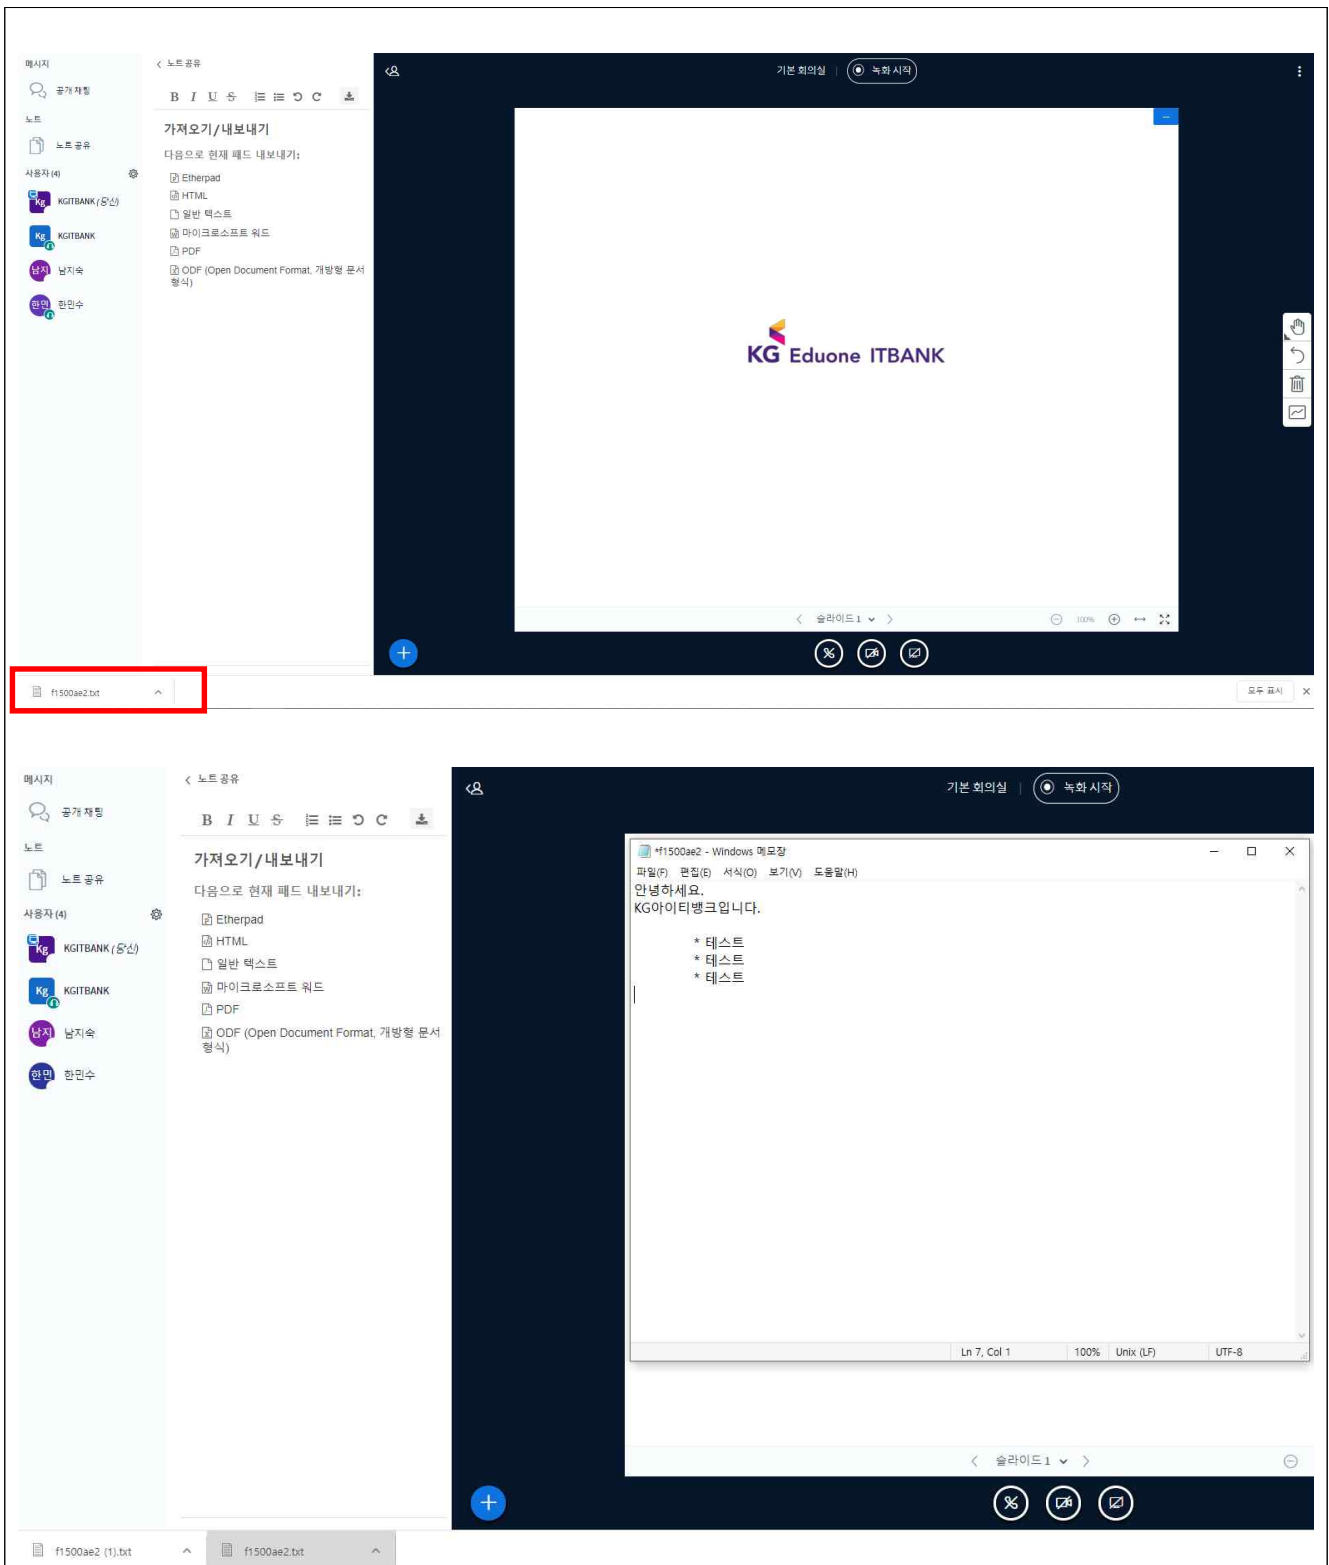 메시지
공개 채팅
노트
노트 공유
사용자 (4)
Kg KGITBANK (당신)
Kg KGITBANK
남지 남지숙
한민 한민수
노트 공유
B I U S
가져오기/내보내기
다음으로 현재 패드 내보내기:
Etherpad
HTML
일반 텍스트
마이크로소프트 워드
PDF
ODF (Open Document Format, 개방형 문서
형식)
기본 회의실 | 녹화 시작
KG Eduone ITBANK
슬라이드 1
100%
f1500ae2.txt
모두 표시
메시지
공개 채팅
노트
노트 공유
사용자 (4)
Kg KGITBANK (당신)
Kg KGITBANK
남지 남지숙
한민 한민수
노트 공유
B I U S
가져오기/내보내기
다음으로 현재 패드 내보내기:
Etherpad
HTML
일반 텍스트
마이크로소프트 워드
PDF
ODF (Open Document Format, 개방형 문서
형식)
기본 회의실 | 녹화 시작
*f1500ae2 - Windows 메모장
파일(F) 편집(E) 서식(O) 보기(V) 도움말(H)
안녕하세요.
KG아이티뱅크입니다.
* 테스트
* 테스트
* 테스트
Ln 7, Col 1 100% Unix (LF) UTF-8
슬라이드 1
f1500ae2 (1).txt
f1500ae2.txt